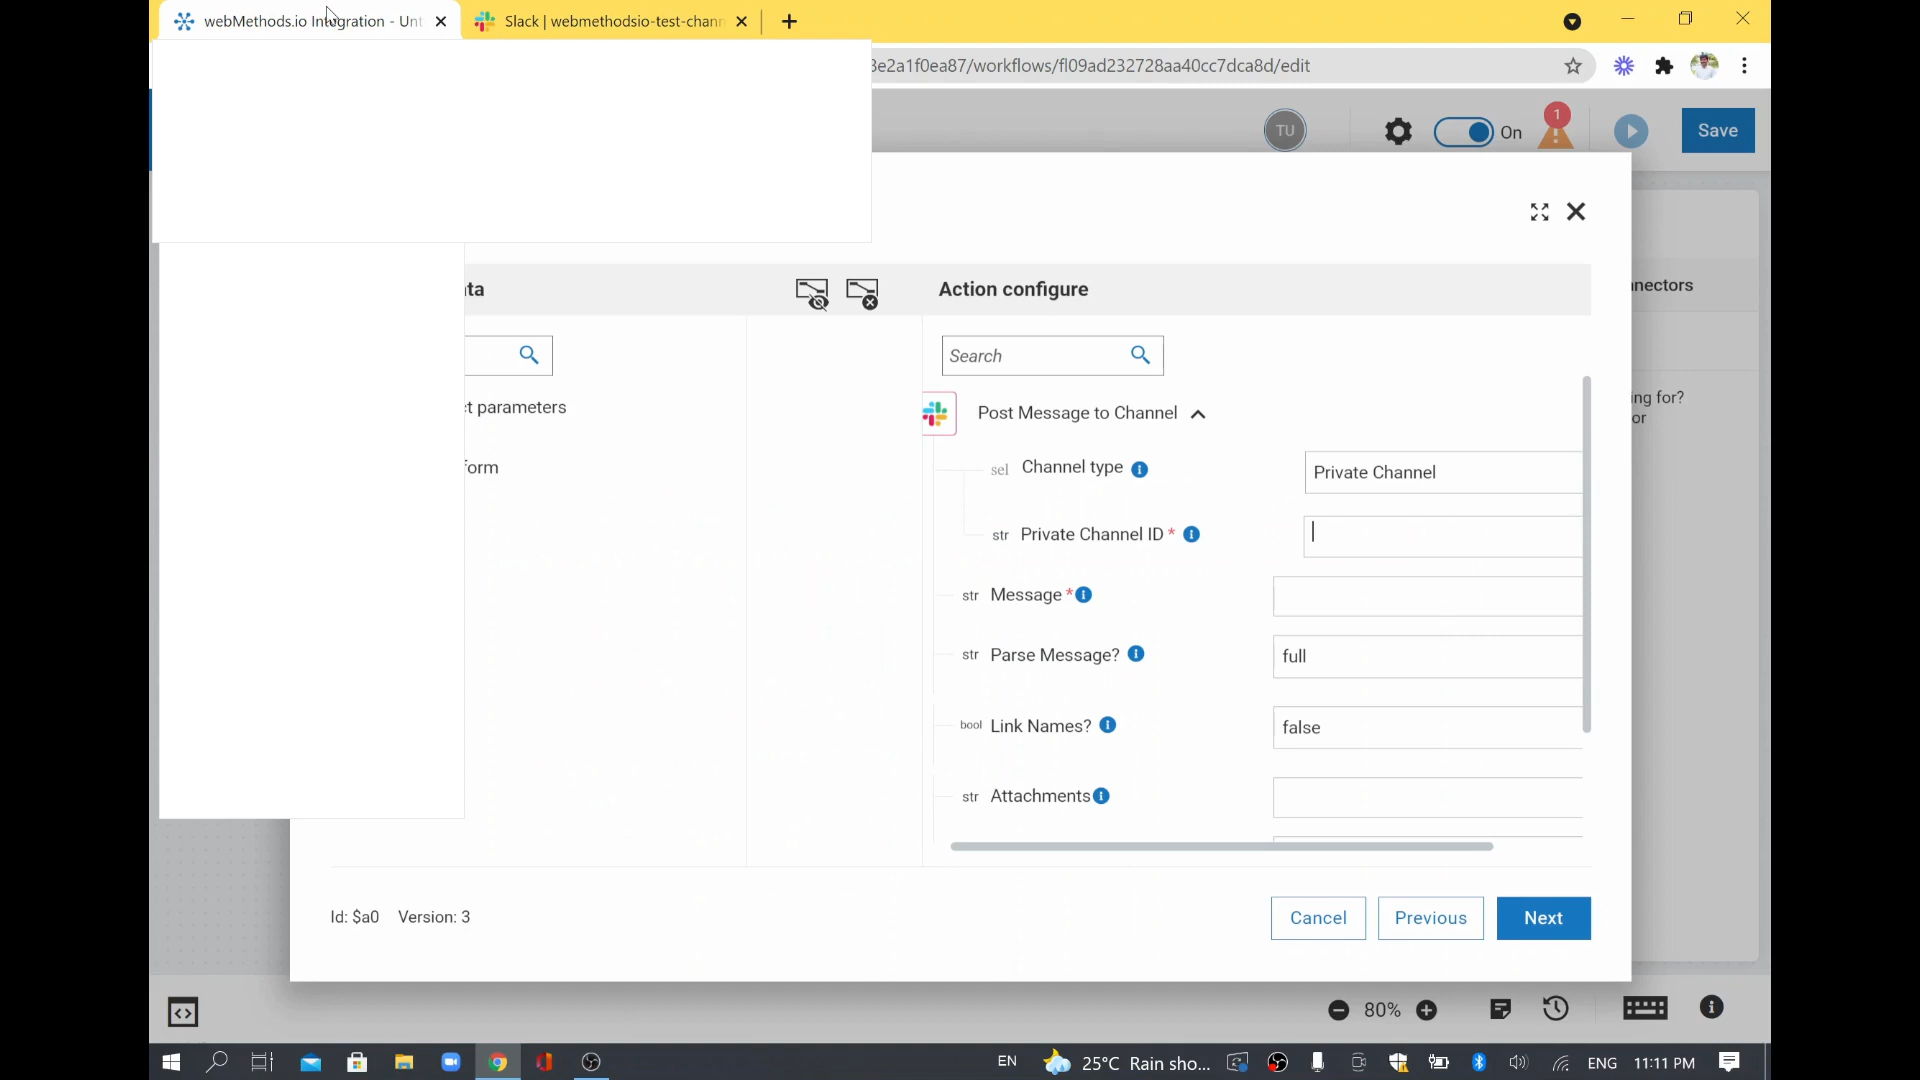 webMethods.io Integration - Unt
Slack | webmethodsio-test-chann
3e2a1f0ea87/workflows/fl09ad232728aa40cc7dca8d/edit
TU
On
1
Save
ta
Action configure
nnectors
Search
t parameters
form
ing for?
or
Post Message to Channel
sel Channel type
Private Channel
str Private Channel ID *
str Message *
str Parse Message?
full
bool Link Names?
false
str Attachments
Id: $a0 Version: 3
Cancel
Previous
Next
80%
EN
25°C Rain sho...
ENG
11:11 PM